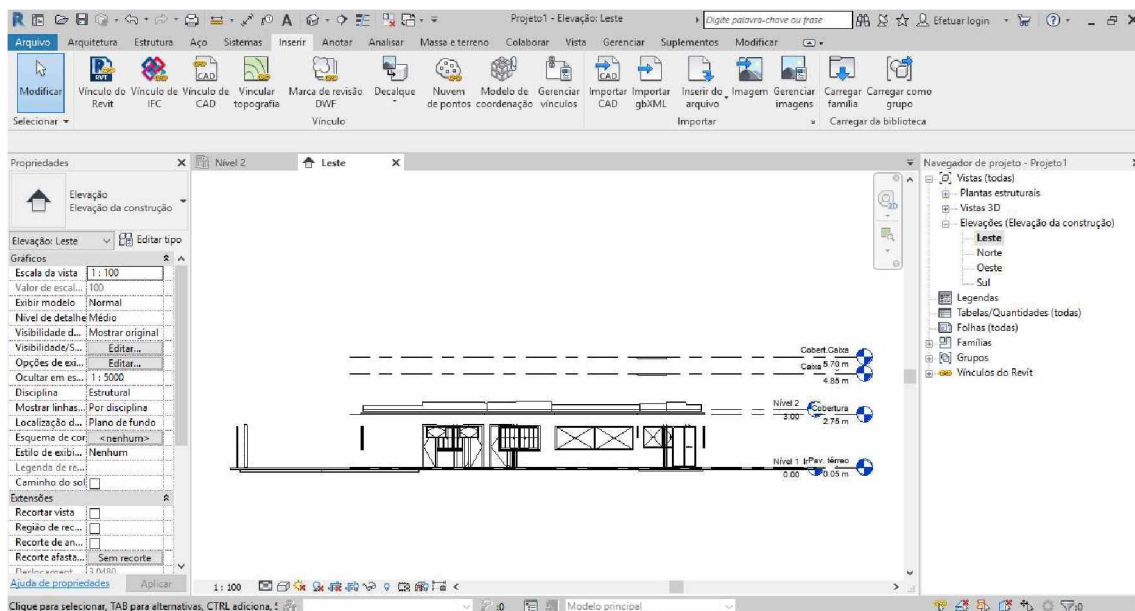 Projeto1 - Elevação: Leste
Digite palavra-chave ou frase
Efetuar login
Arquivo Arquitetura Estrutura Aço Sistemas Inserir Anotar Analisar Massa e terreno Colaborar Vista Gerenciar Suplementos Modificar
Modificar
Vínculo do Revit
Vínculo de IFC
Vínculo de CAD
Vincular topografia
Marca de revisão DWF
Decalque
Nuvem de pontos
Modelo de coordenação
Gerenciar vínculos
Importar CAD
Importar gbXML
Inserir do arquivo
Imagem
Gerenciar imagens
Carregar família
Carregar como grupo
Selecionar
Vínculo
Importar
Carregar da biblioteca
Propriedades
Nível 2
Leste
Navegador de projeto - Projeto1
Elevação
Elevação da construção
Elevação: Leste
Editar tipo
Gráficos
Escala da vista 1 : 100
Valor de escal... 100
Exibir modelo Normal
Nível de detalhe Médio
Visibilidade d... Mostrar original
Visibilidade/S... Editar...
Opções de exi... Editar...
Ocultar em es... 1 : 5000
Disciplina Estrutural
Mostrar linhas... Por disciplina
Localização d... Plano de fundo
Esquema de cor <nenhum>
Estilo de exibi... Nenhum
Legenda de re...
Caminho do sol
Extensões
Recortar vista
Região de rec...
Recorte de an...
Recorte afasta... Sem recorte
Deslocament... 3.0480
Ajuda de propriedades
Aplicar
2D
Cobert.Caixa
5.70 m
Caixa
4.85 m
Nível 2
3.00
Cobertura
2.75 m
Nível 1
0.00
Pav. térreo
0.05 m
Vistas (todas)
Plantas estruturais
Vistas 3D
Elevações (Elevação da construção)
Leste
Norte
Oeste
Sul
Legendas
Tabelas/Quantidades (todas)
Folhas (todas)
Famílias
Grupos
Vínculos do Revit
1 : 100
Clique para selecionar, TAB para alternativas, CTRL adiciona,
:0
Modelo principal
:0